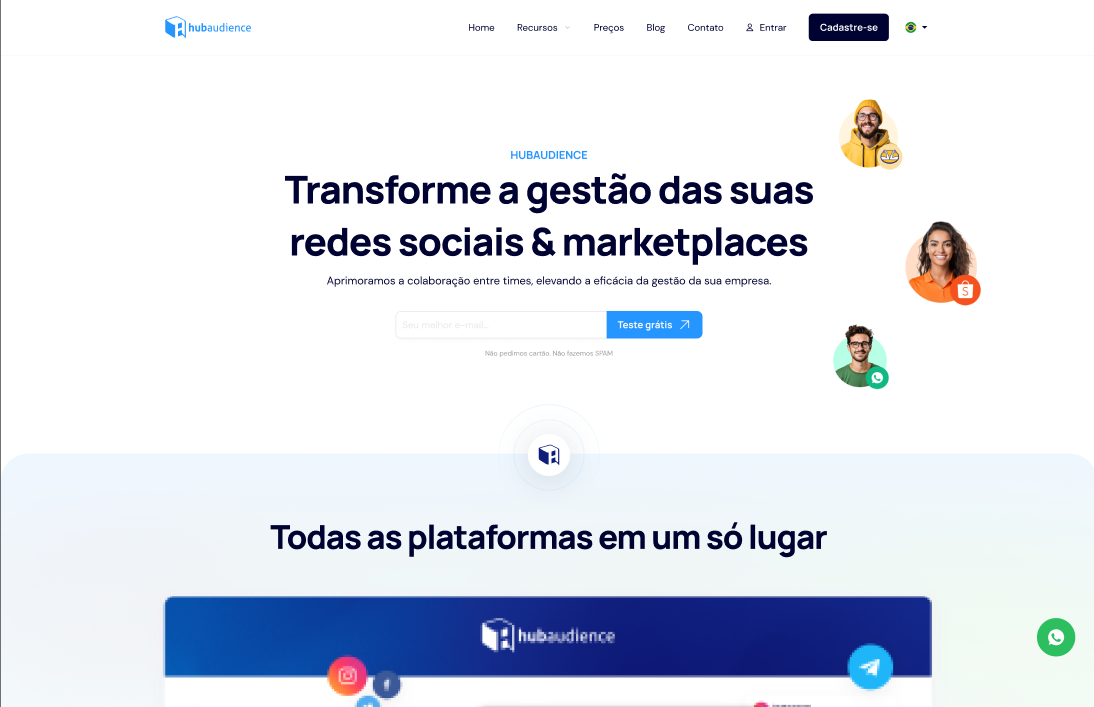 hubaudience
Home
Recursos
Preços
Blog
Contato
Entrar
Cadastre-se
HUBAUDIENCE
Transforme a gestão das suas
redes sociais & marketplaces
Aprimoramos a colaboração entre times, elevando a eficácia da gestão da sua empresa.
Seu melhor e-mail...
Teste grátis
Não pedimos cartão. Não fazemos SPAM
Todas as plataformas em um só lugar
hubaudience